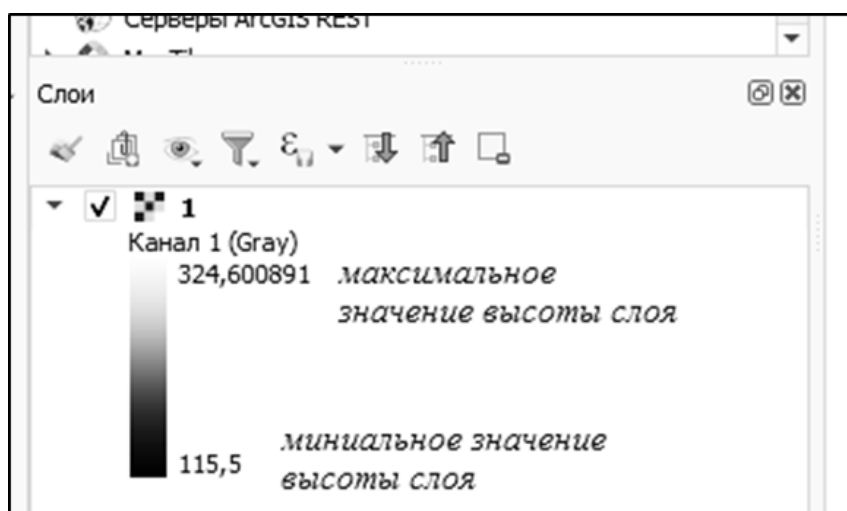 Серверы ArcGIS REST
Слои
1
Канал 1 (Gray)
324,600891 максимальное
значение высоты слоя
миниальное значение
115,5
высоты слоя